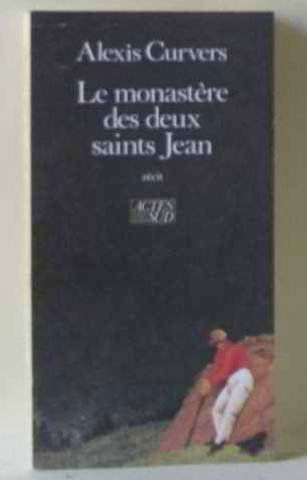 Alexis Curvers
Le monastère
des deux
saints Jean
récit
ACTES
SUD